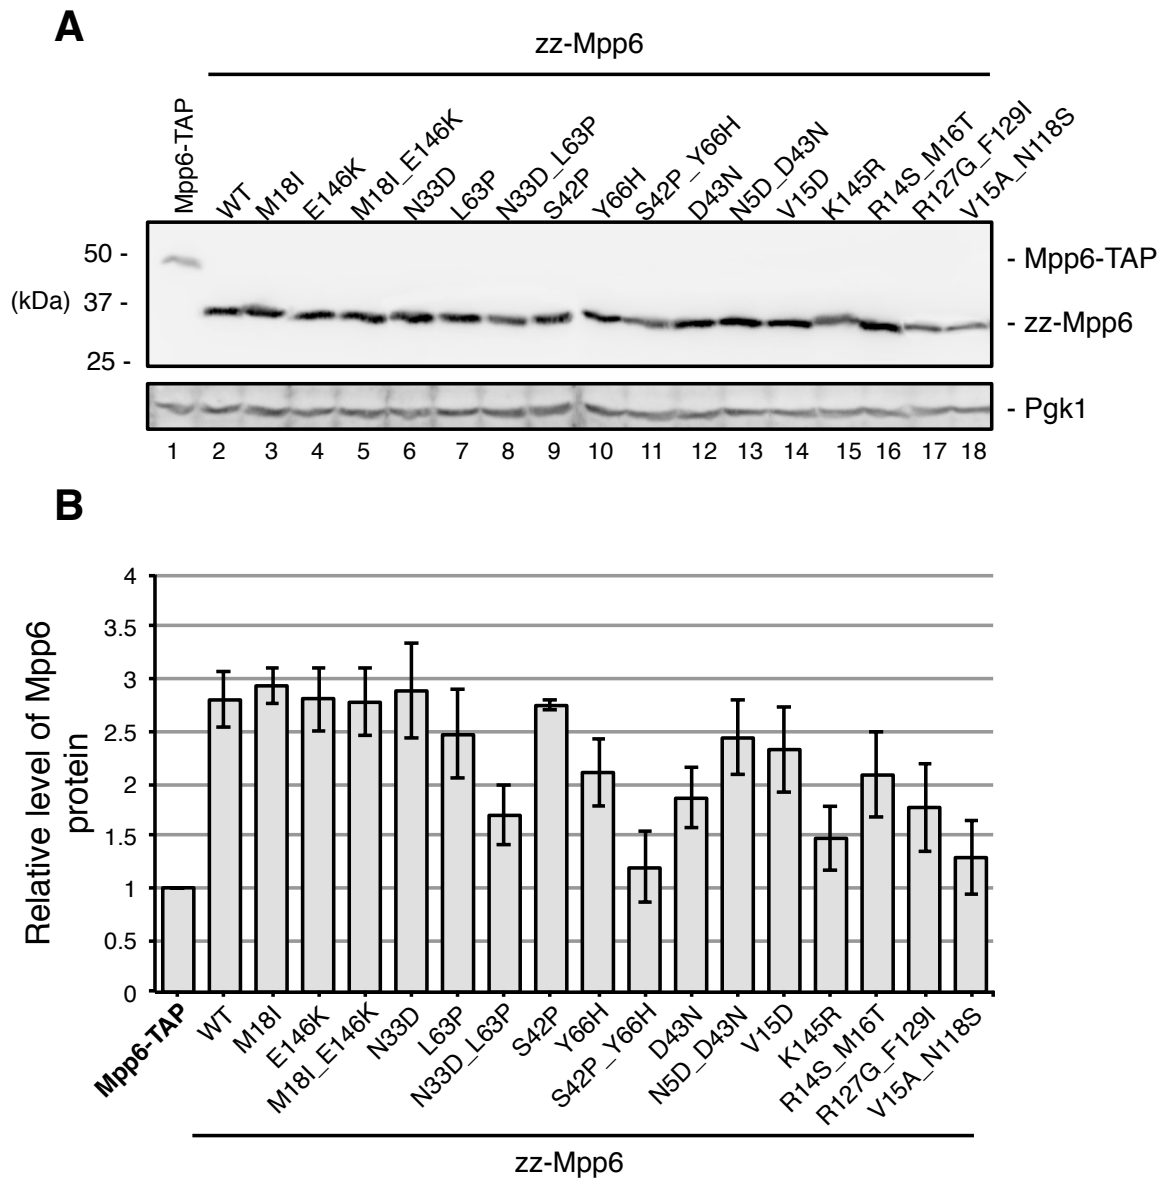 A
zz-Mpp6
Mpp6-TAP
WT
M18I
E146K
M18I_E146K
N33D
L63P
N33D_L63P
S42P
Y66H
S42P_Y66H
D43N
N5D_D43N
V15D
K145R
R14S_M16T
R127G_F129I
V15A_N118S
50 -
(kDa) 37 -
25 -
- Mpp6-TAP
- zz-Mpp6
- Pgk1
1 2 3 4 5 6 7 8 9 10 11 12 13 14 15 16 17 18
B
Relative level of Mpp6
protein
4
3.5
3
2.5
2
1.5
1
0.5
0
Mpp6-TAP
WT
M18I
E146K
M18I_E146K
N33D
L63P
N33D_L63P
S42P
Y66H
S42P_Y66H
D43N
N5D_D43N
V15D
K145R
R14S_M16T
R127G_F129I
V15A_N118S
zz-Mpp6